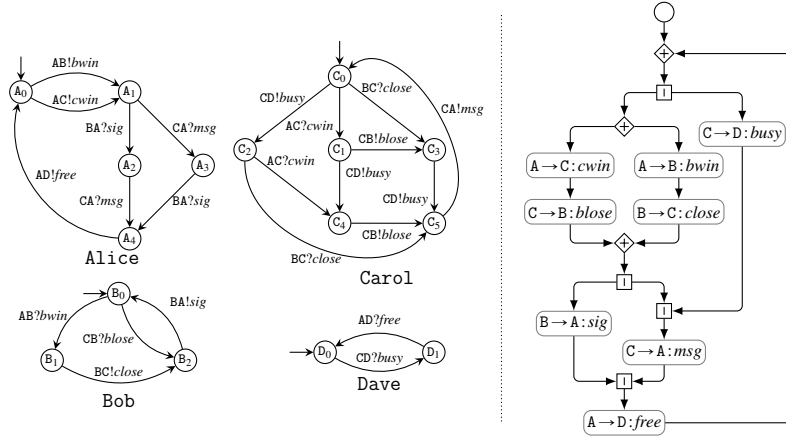 AB!bwin
A0
A1
AC!cwin
BA?sig
CA?msg
A2
A3
AD!free
CA?msg
BA?sig
A4
Alice
C0
CD!busy
BC?close
CA!msg
AC?cwin
C2
C1
CB!blose
C3
AC?cwin
CD!busy
CD!busy
C4
C5
CB!blose
BC?close
Carol
B0
AB?bwin
BA!sig
CB?blose
B1
B2
BC!close
Bob
AD?free
D0
D1
CD?busy
Dave
+
C→D:busy
+
A→C:cwin
A→B:bwin
C→B:blose
B→C:close
+
B→A:sig
C→A:msg
A→D:free